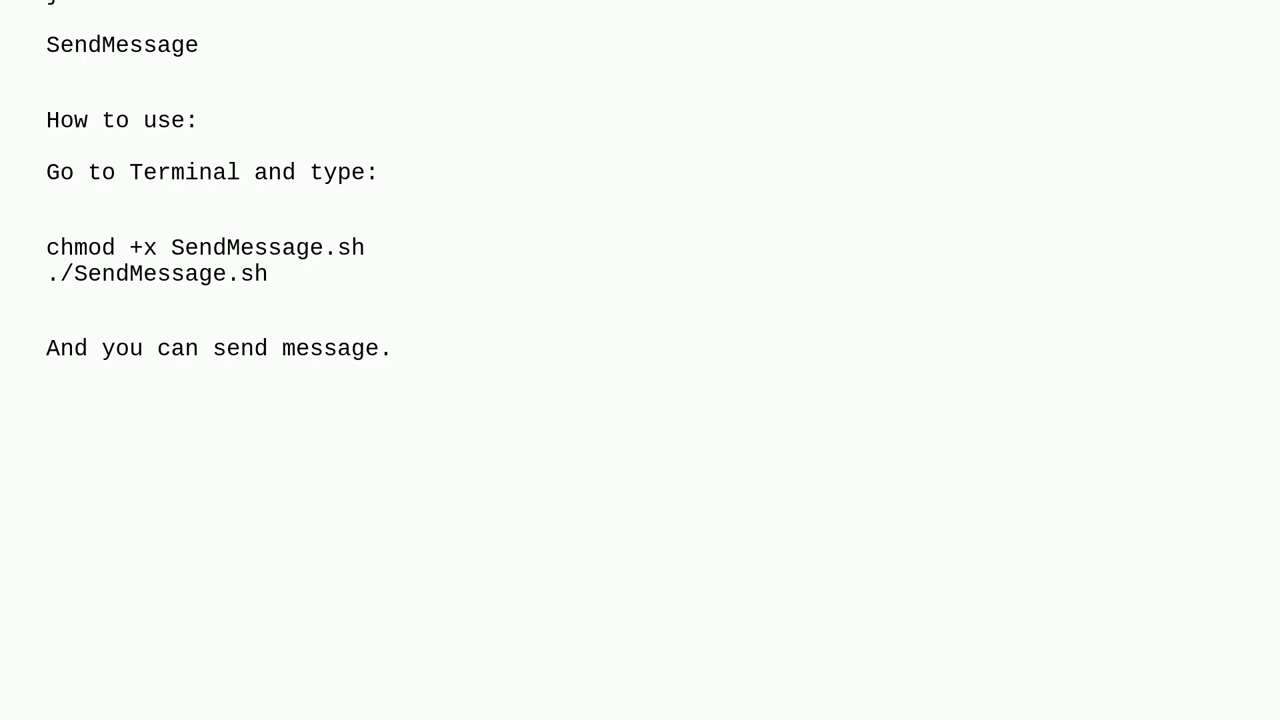 }
SendMessage
How to use:
Go to Terminal and type:
chmod +x SendMessage.sh
./SendMessage.sh
And you can send message.